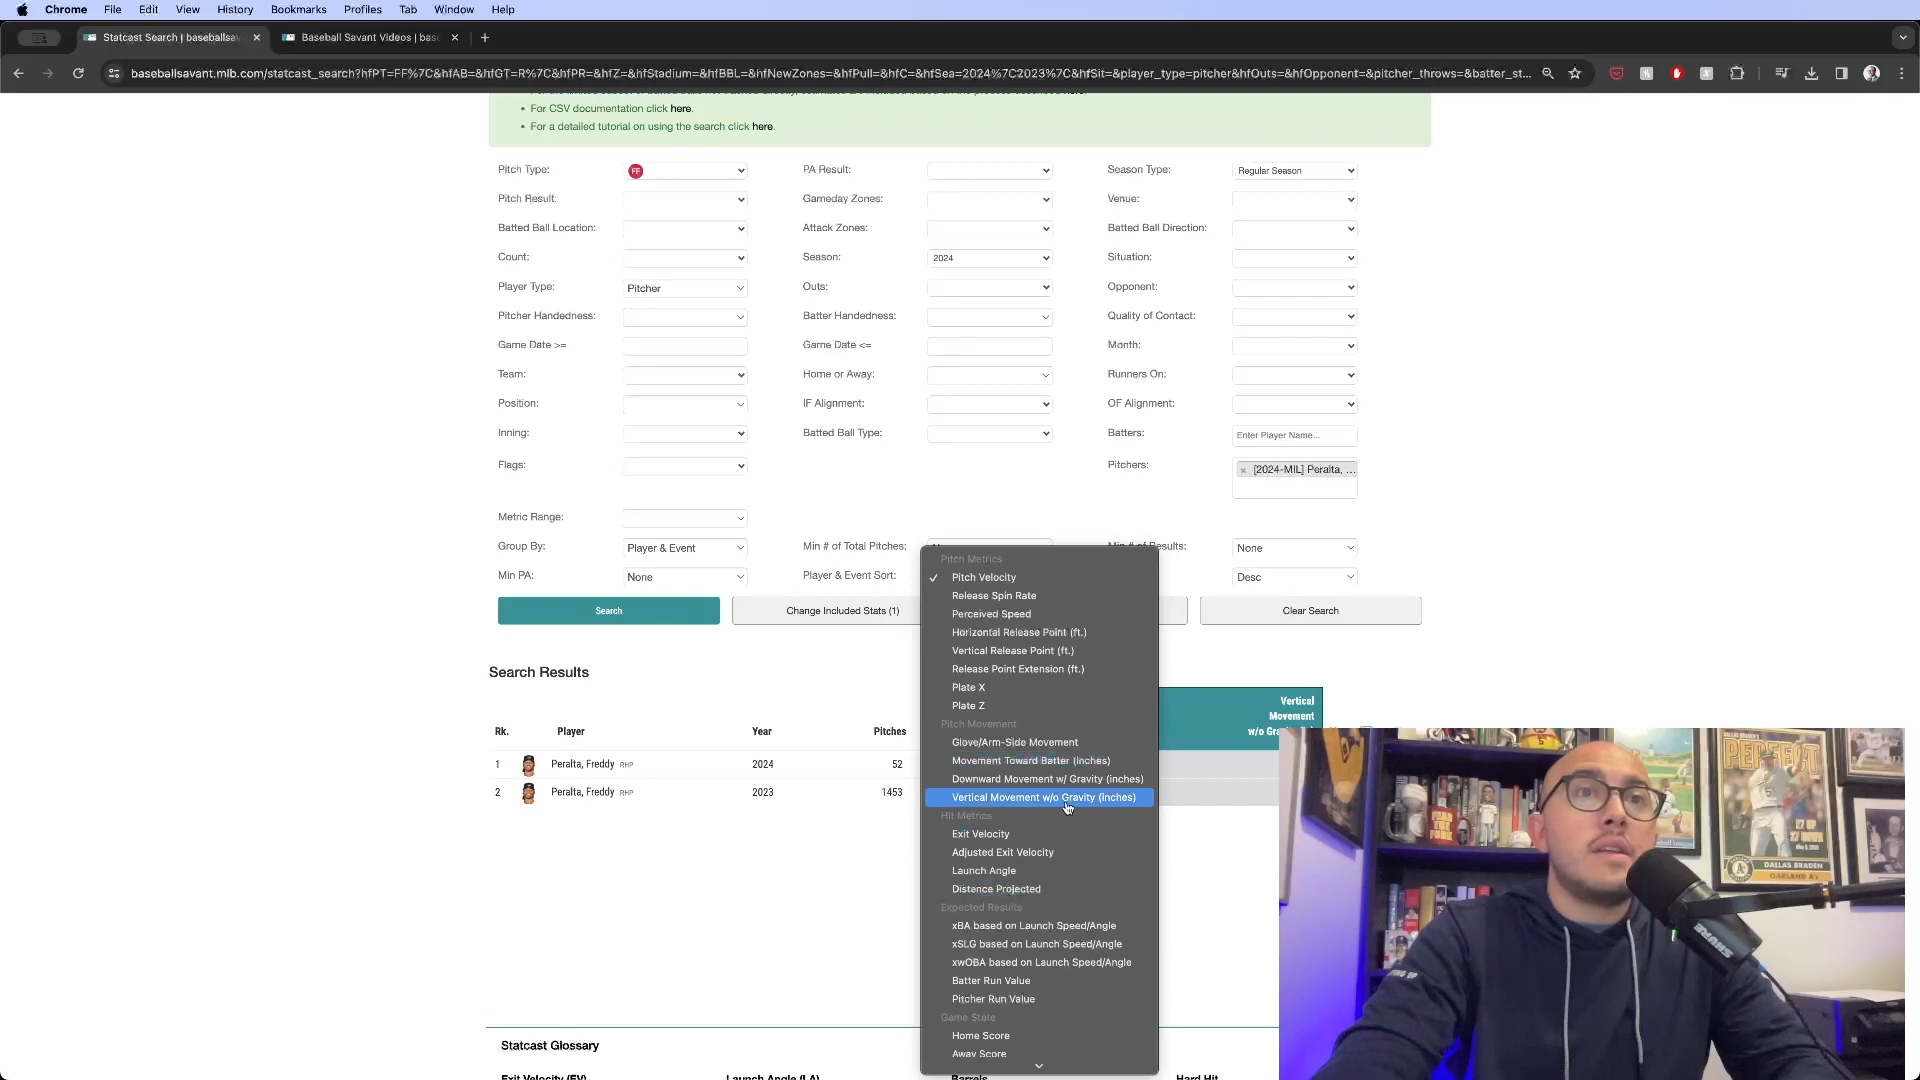 Chrome File Edit View History Bookmarks Profiles Tab Window Help
Statcast Search | baseballsav
Baseball Savant Videos | base
baseballsavant.mlb.com/statcast_search?hfPT=FF%7C&hfAB=&hfGT=R%7C&hfPR=&hfZ=&hfStadium=&hfBBL=&hfNewZones=&hfPull=&hfC=&hfSea=2024%7C2023%7C&hfSit=&player_type=pitcher&hfOuts=&hfOpponent=&pitcher_throws=&batter_st...
• For CSV documentation click here.
• For a detailed tutorial on using the search click here.
Pitch Type: FF PA Result: Season Type: Regular Season
Pitch Result: Gameday Zones: Venue:
Batted Ball Location: Attack Zones: Batted Ball Direction:
Count: Season: 2024 Situation:
Player Type: Pitcher Outs: Opponent:
Pitcher Handedness: Batter Handedness: Quality of Contact:
Game Date >= Game Date <= Month:
Team: Home or Away: Runners On:
Position: IF Alignment: OF Alignment:
Inning: Batted Ball Type: Batters: Enter Player Name...
Flags: Pitchers: × [2024-MIL] Peralta, ...
Metric Range:
Group By: Player & Event Min # of Total Pitches: Min # of Results: None
Min PA: None Player & Event Sort: Desc
Search Change Included Stats (1) Clear Search
Pitch Metrics
✓ Pitch Velocity
Release Spin Rate
Perceived Speed
Horizontal Release Point (ft.)
Vertical Release Point (ft.)
Release Point Extension (ft.)
Plate X
Plate Z
Pitch Movement
Glove/Arm-Side Movement
Movement Toward Batter (inches)
Downward Movement w/ Gravity (inches)
Vertical Movement w/o Gravity (inches)
Hit Metrics
Exit Velocity
Adjusted Exit Velocity
Launch Angle
Distance Projected
Expected Results
xBA based on Launch Speed/Angle
xSLG based on Launch Speed/Angle
xwOBA based on Launch Speed/Angle
Batter Run Value
Pitcher Run Value
Game State
Home Score
Away Score
Search Results
Vertical
Movement
Rk. Player Year Pitches w/o
1 Peralta, Freddy RHP 2024 52
2 Peralta, Freddy RHP 2023 1453
Statcast Glossary
Exit Velocity (EV) Launch Angle (LA) Barrels Hard Hit
PERFECT
DALLAS BRADEN
OAKLAND A's
SHURE